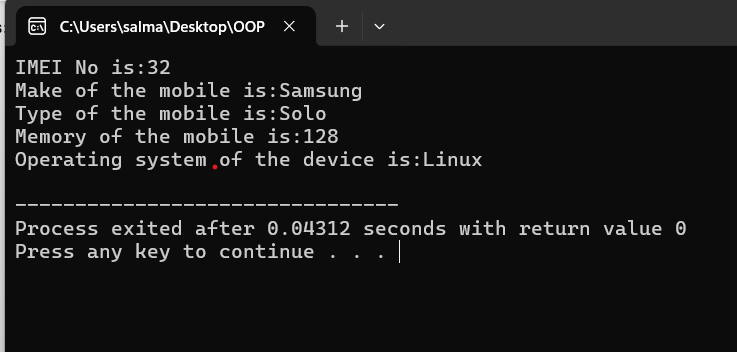 C:\Users\salma\Desktop\OOP
IMEI No is:32
Make of the mobile is:Samsung
Type of the mobile is:Solo
Memory of the mobile is:128
Operating system of the device is:Linux
--------------------------------
Process exited after 0.04312 seconds with return value 0
Press any key to continue . . .